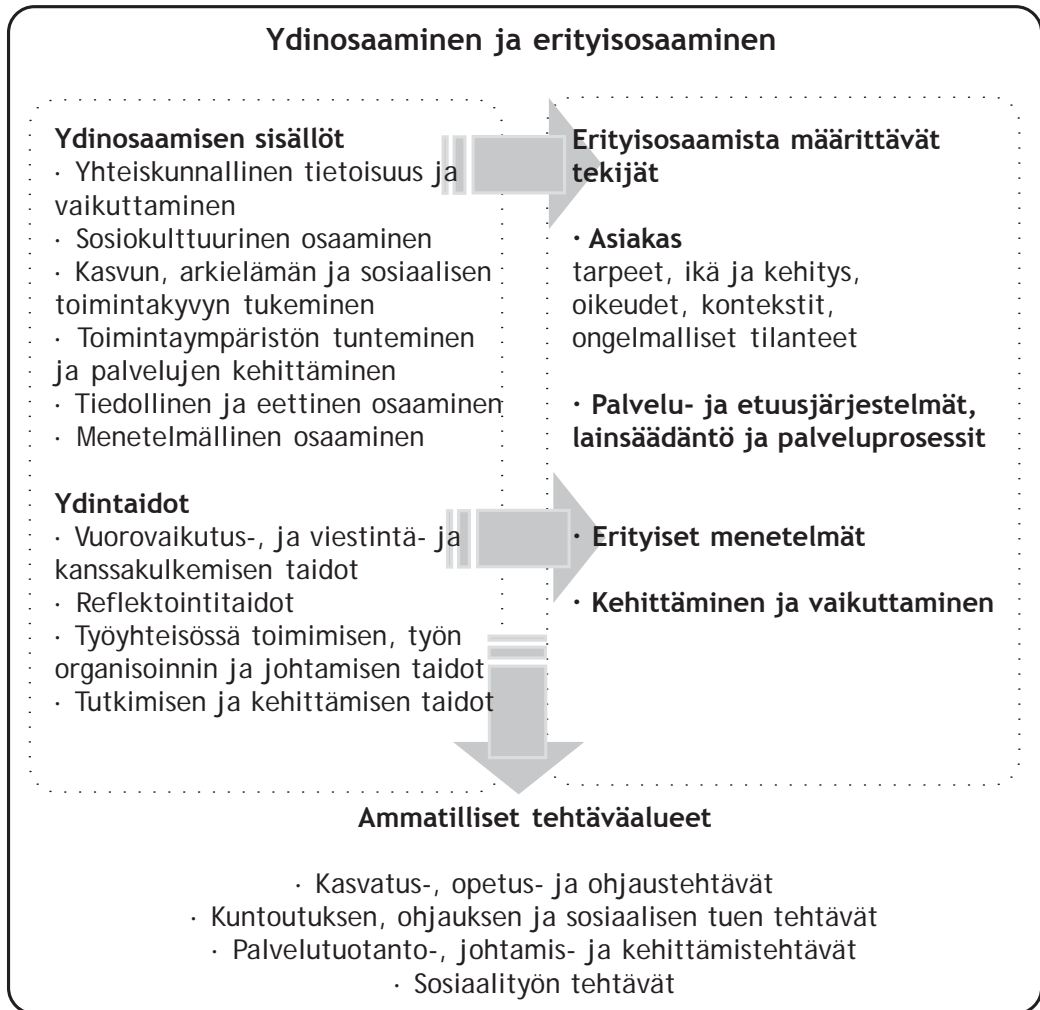 Ydinosaaminen ja erityisosaaminen
Ydinosaamisen sisällöt
· Yhteiskunnallinen tietoisuus ja
vaikuttaminen
· Sosiokulttuurinen osaaminen
· Kasvun, arkielämän ja sosiaalisen
toimintakyvyn tukeminen
· Toimintaympäristön tunteminen
ja palvelujen kehittäminen
· Tiedollinen ja eettinen osaaminen
· Menetelmällinen osaaminen
Ydintaidot
· Vuorovaikutus-, ja viestintä- ja
kanssakulkemisen taidot
· Reflektointitaidot
· Työyhteisössä toimimisen, työn
organisoinnin ja johtamisen taidot
· Tutkimisen ja kehittämisen taidot
Erityisosaamista määrittävät
tekijät
· Asiakas
tarpeet, ikä ja kehitys,
oikeudet, kontekstit,
ongelmalliset tilanteet
· Palvelu- ja etuusjärjestelmät,
lainsäädäntö ja palveluprosessit
· Erityiset menetelmät
· Kehittäminen ja vaikuttaminen
Ammatilliset tehtäväalueet
· Kasvatus-, opetus- ja ohjaustehtävät
· Kuntoutuksen, ohjauksen ja sosiaalisen tuen tehtävät
· Palvelutuotanto-, johtamis- ja kehittämistehtävät
· Sosiaalityön tehtävät